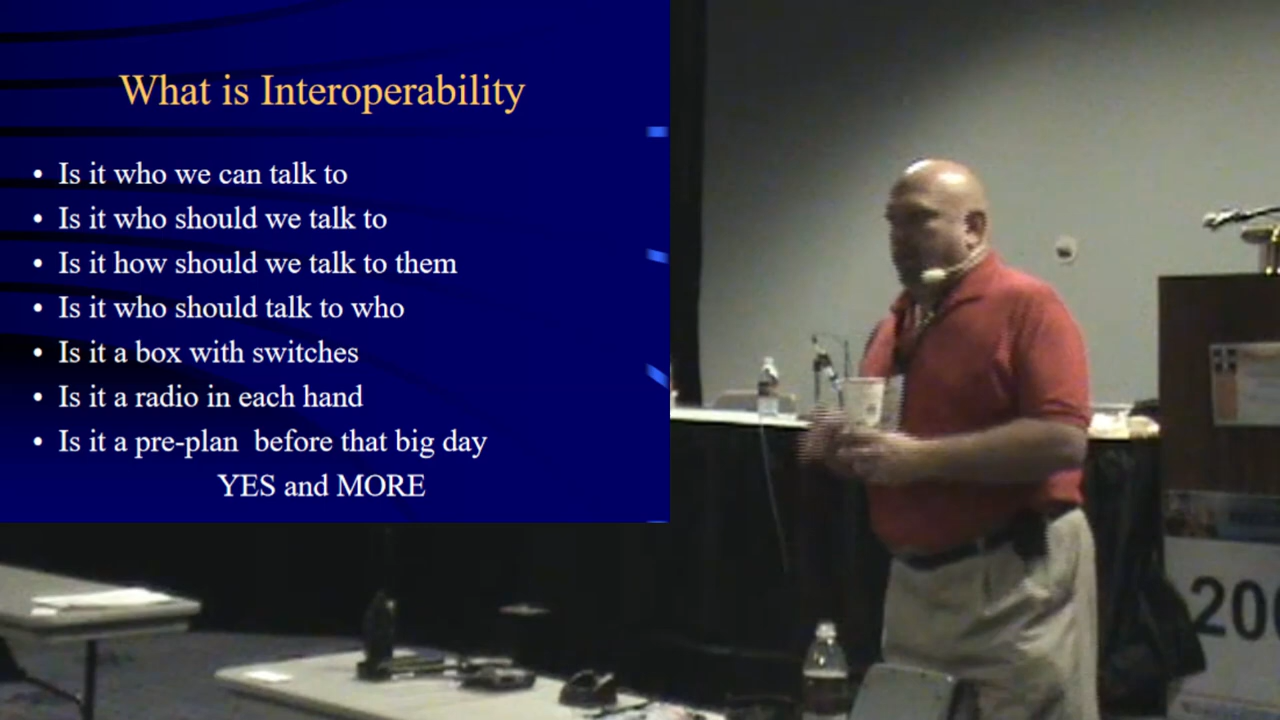 What is Interoperability
• Is it who we can talk to
• Is it who should we talk to
• Is it how should we talk to them
• Is it who should talk to who
• Is it a box with switches
• Is it a radio in each hand
• Is it a pre-plan  before that big day
YES and MORE
200